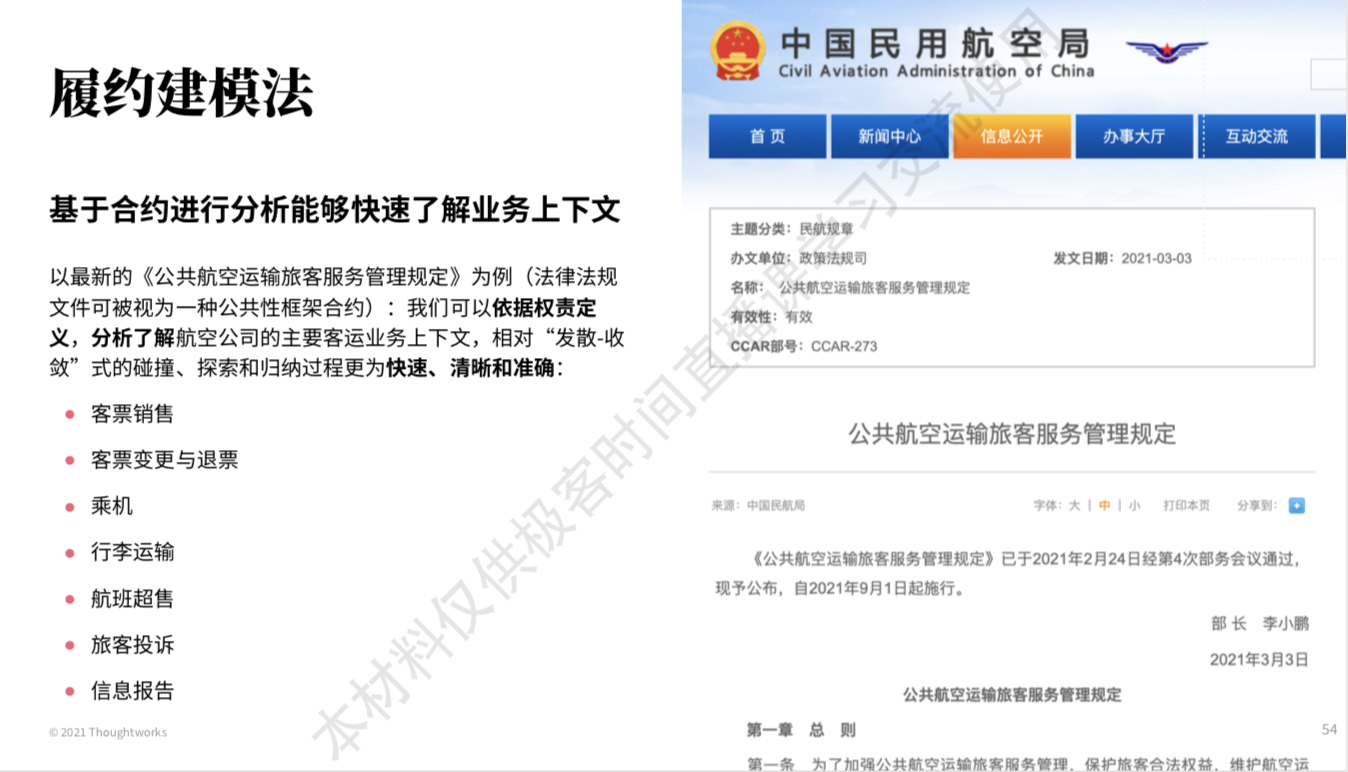 履约建模法
基于合约进行分析能够快速了解业务上下文
以最新的《公共航空运输旅客服务管理规定》为例（法律法规
文件可被视为一种公共性框架合约）：我们可以依据权责定
义，分析了解航空公司的主要客运业务上下文，相对“发散-收
敛”式的碰撞、探索和归纳过程更为快速、清晰和准确：
客票销售
客票变更与退票
乘机
行李运输
航班超售
旅客投诉
信息报告
© 2021 Thoughtworks
中国民用航空局
Civil Aviation Administration of China
首 页
新闻中心
信息公开
办事大厅
互动交流
主题分类：民航规章
办文单位：政策法规司 发文日期：2021-03-03
名称： 公共航空运输旅客服务管理规定
有效性：有效
CCAR部号：CCAR-273
公共航空运输旅客服务管理规定
来源：中国民航局 字体：大 | 中 | 小 打印本页 分享到：
《公共航空运输旅客服务管理规定》已于2021年2月24日经第4次部务会议通过，
现予公布，自2021年9月1日起施行。
部 长 李小鹏
2021年3月3日
公共航空运输旅客服务管理规定
第一章 总 则
第一条 为了加强公共航空运输旅客服务管理，保护旅客合法权益，维护航空运
54
本材料仅供极客时间直播课学习交流使用